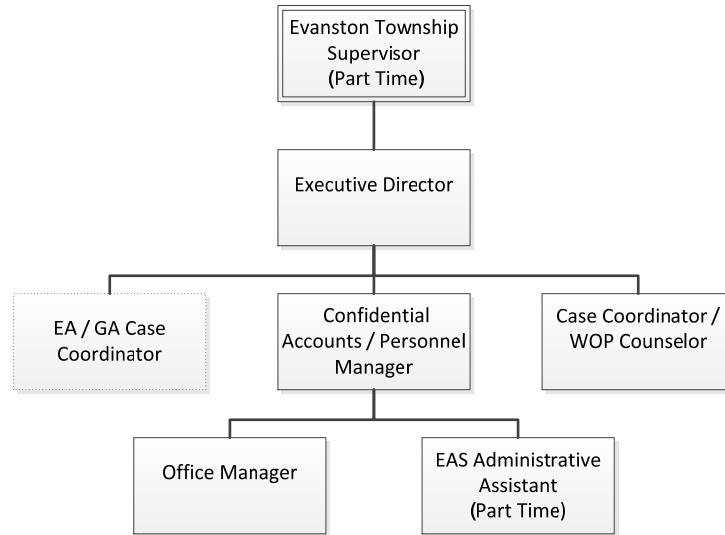 Evanston Township
Supervisor
(Part Time)
Executive Director
EA / GA Case
Coordinator
Confidential
Accounts / Personnel
Manager
Case Coordinator /
WOP Counselor
Office Manager
EAS Administrative
Assistant
(Part Time)